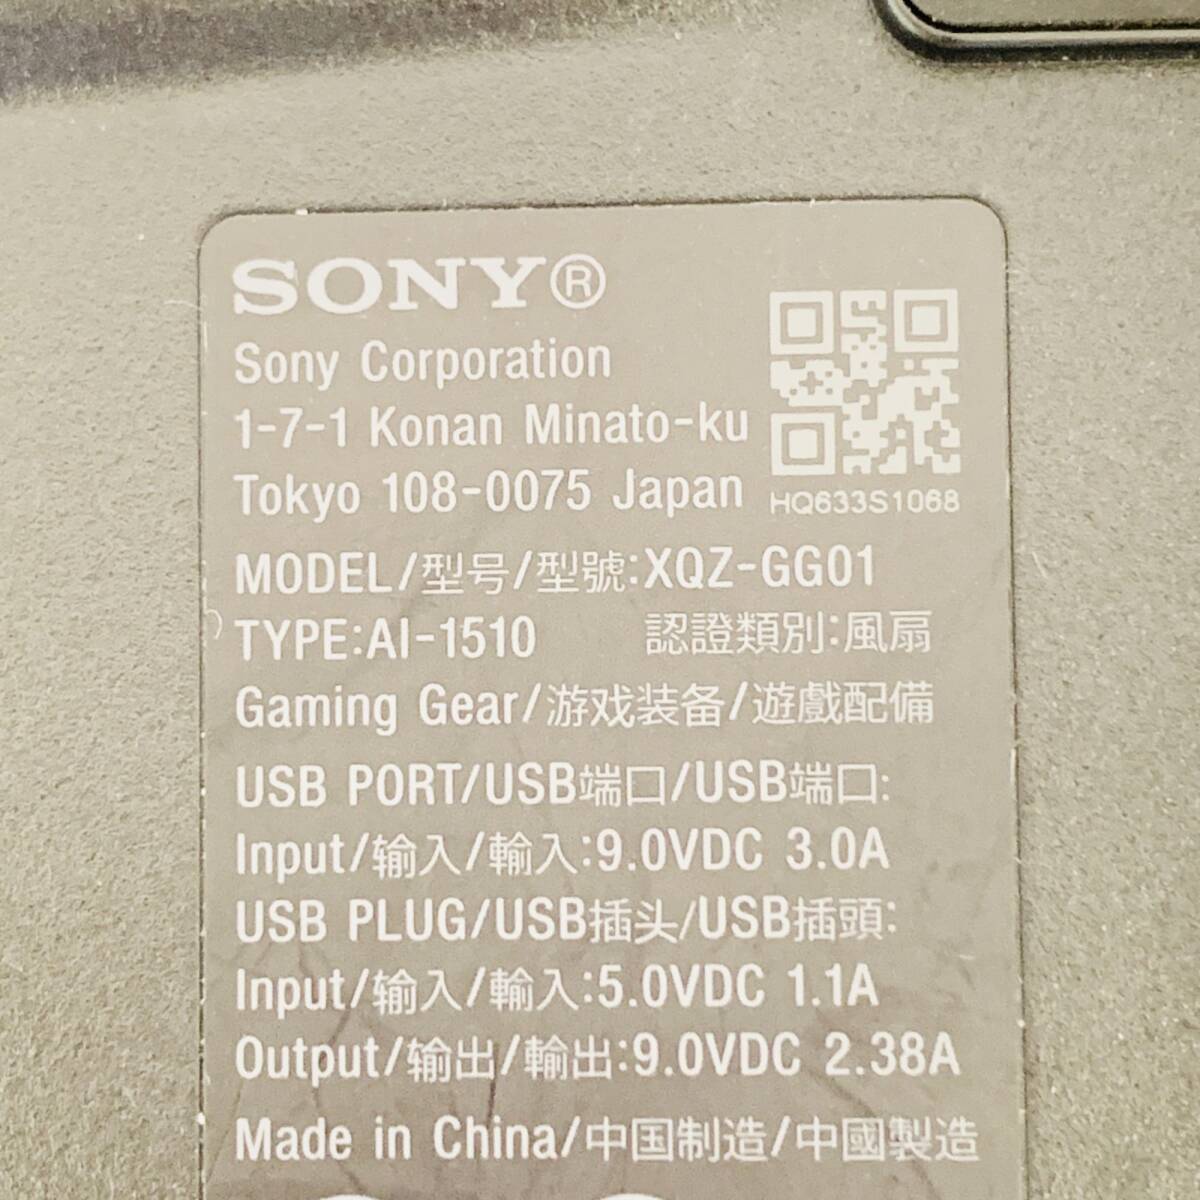 SONY®
Sony Corporation
1-7-1 Konan Minato-ku
Tokyo 108-0075 Japan
HQ633S1068
MODEL/型号/型號:XQZ-GG01
TYPE:AI-1510 認證類別:風扇
Gaming Gear/游戏装备/遊戲配備
USB PORT/USB端口/USB端口:
Input/输入/輸入:9.0VDC 3.0A
USB PLUG/USB插头/USB插頭:
Input/输入/輸入:5.0VDC 1.1A
Output/输出/輸出:9.0VDC 2.38A
Made in China/中国制造/中國製造